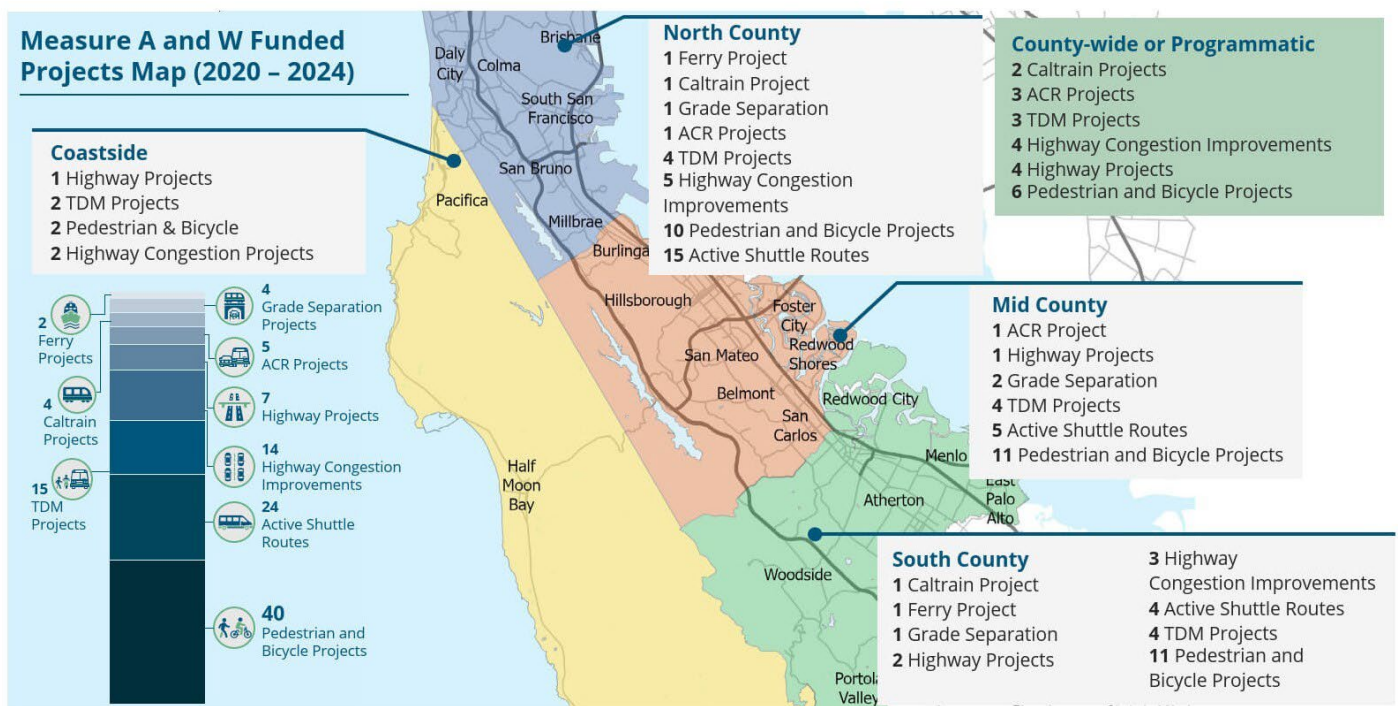 Measure A and W Funded
Projects Map (2020 – 2024)
Coastside
1 Highway Projects
2 TDM Projects
2 Pedestrian & Bicycle
2 Highway Congestion Projects
North County
1 Ferry Project
1 Caltrain Project
1 Grade Separation
1 ACR Projects
4 TDM Projects
5 Highway Congestion
Improvements
10 Pedestrian and Bicycle Projects
15 Active Shuttle Routes
County-wide or Programmatic
2 Caltrain Projects
3 ACR Projects
3 TDM Projects
4 Highway Congestion Improvements
4 Highway Projects
6 Pedestrian and Bicycle Projects
Mid County
1 ACR Project
1 Highway Projects
2 Grade Separation
4 TDM Projects
5 Active Shuttle Routes
11 Pedestrian and Bicycle Projects
South County
1 Caltrain Project
1 Ferry Project
1 Grade Separation
2 Highway Projects
3 Highway
Congestion Improvements
4 Active Shuttle Routes
4 TDM Projects
11 Pedestrian and
Bicycle Projects
2
Ferry
Projects
4
Caltrain
Projects
15
TDM
Projects
4
Grade Separation
Projects
5
ACR Projects
7
Highway Projects
14
Highway Congestion
Improvements
24
Active Shuttle
Routes
40
Pedestrian and
Bicycle Projects
Brisbane
Daly
City
Colma
South San
Francisco
San Bruno
Pacifica
Millbrae
Burlinga
Hillsborough
Foster
City
Redwood
Shores
San Mateo
Belmont
San
Carlos
Redwood City
Menlo
Atherton
East
Palo
Alto
Half
Moon
Bay
Woodside
Portola
Valley